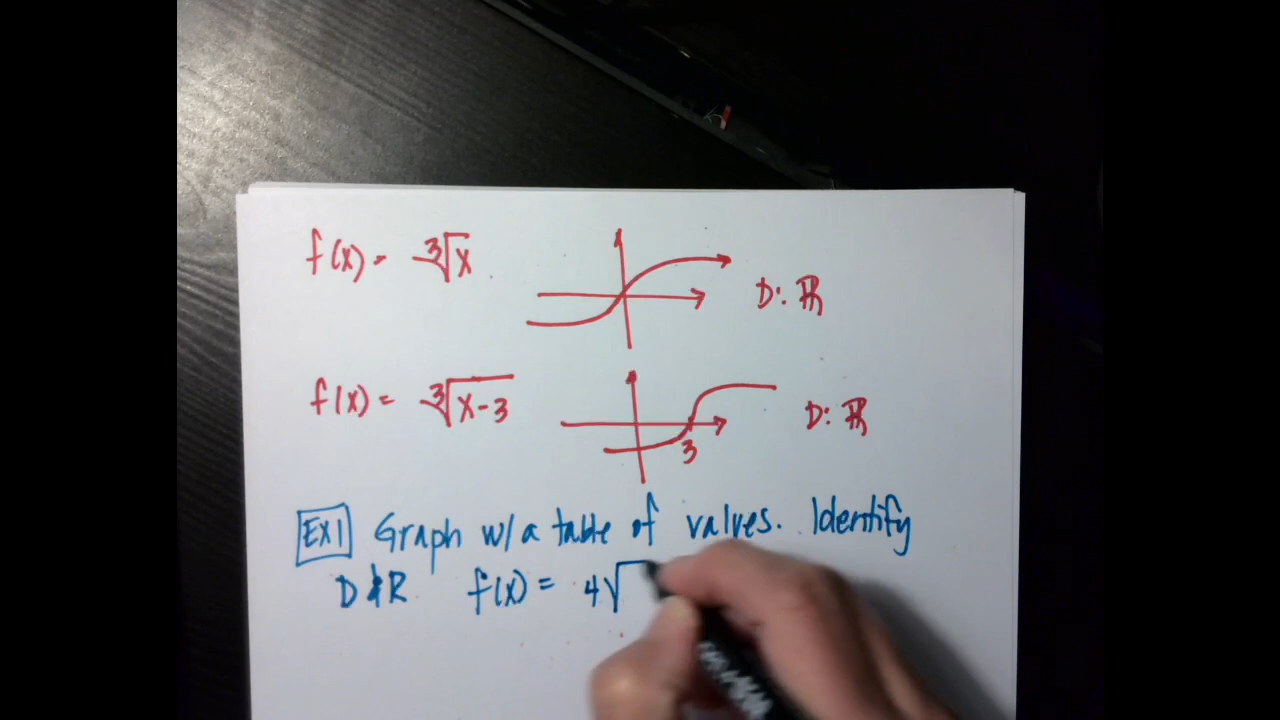 f(x) = ∛x D: ℝ
f(x) = ∛(x-3) 3 D: ℝ
EX1 Graph w/ a table of values. Identify
D & R f(x) = 4√